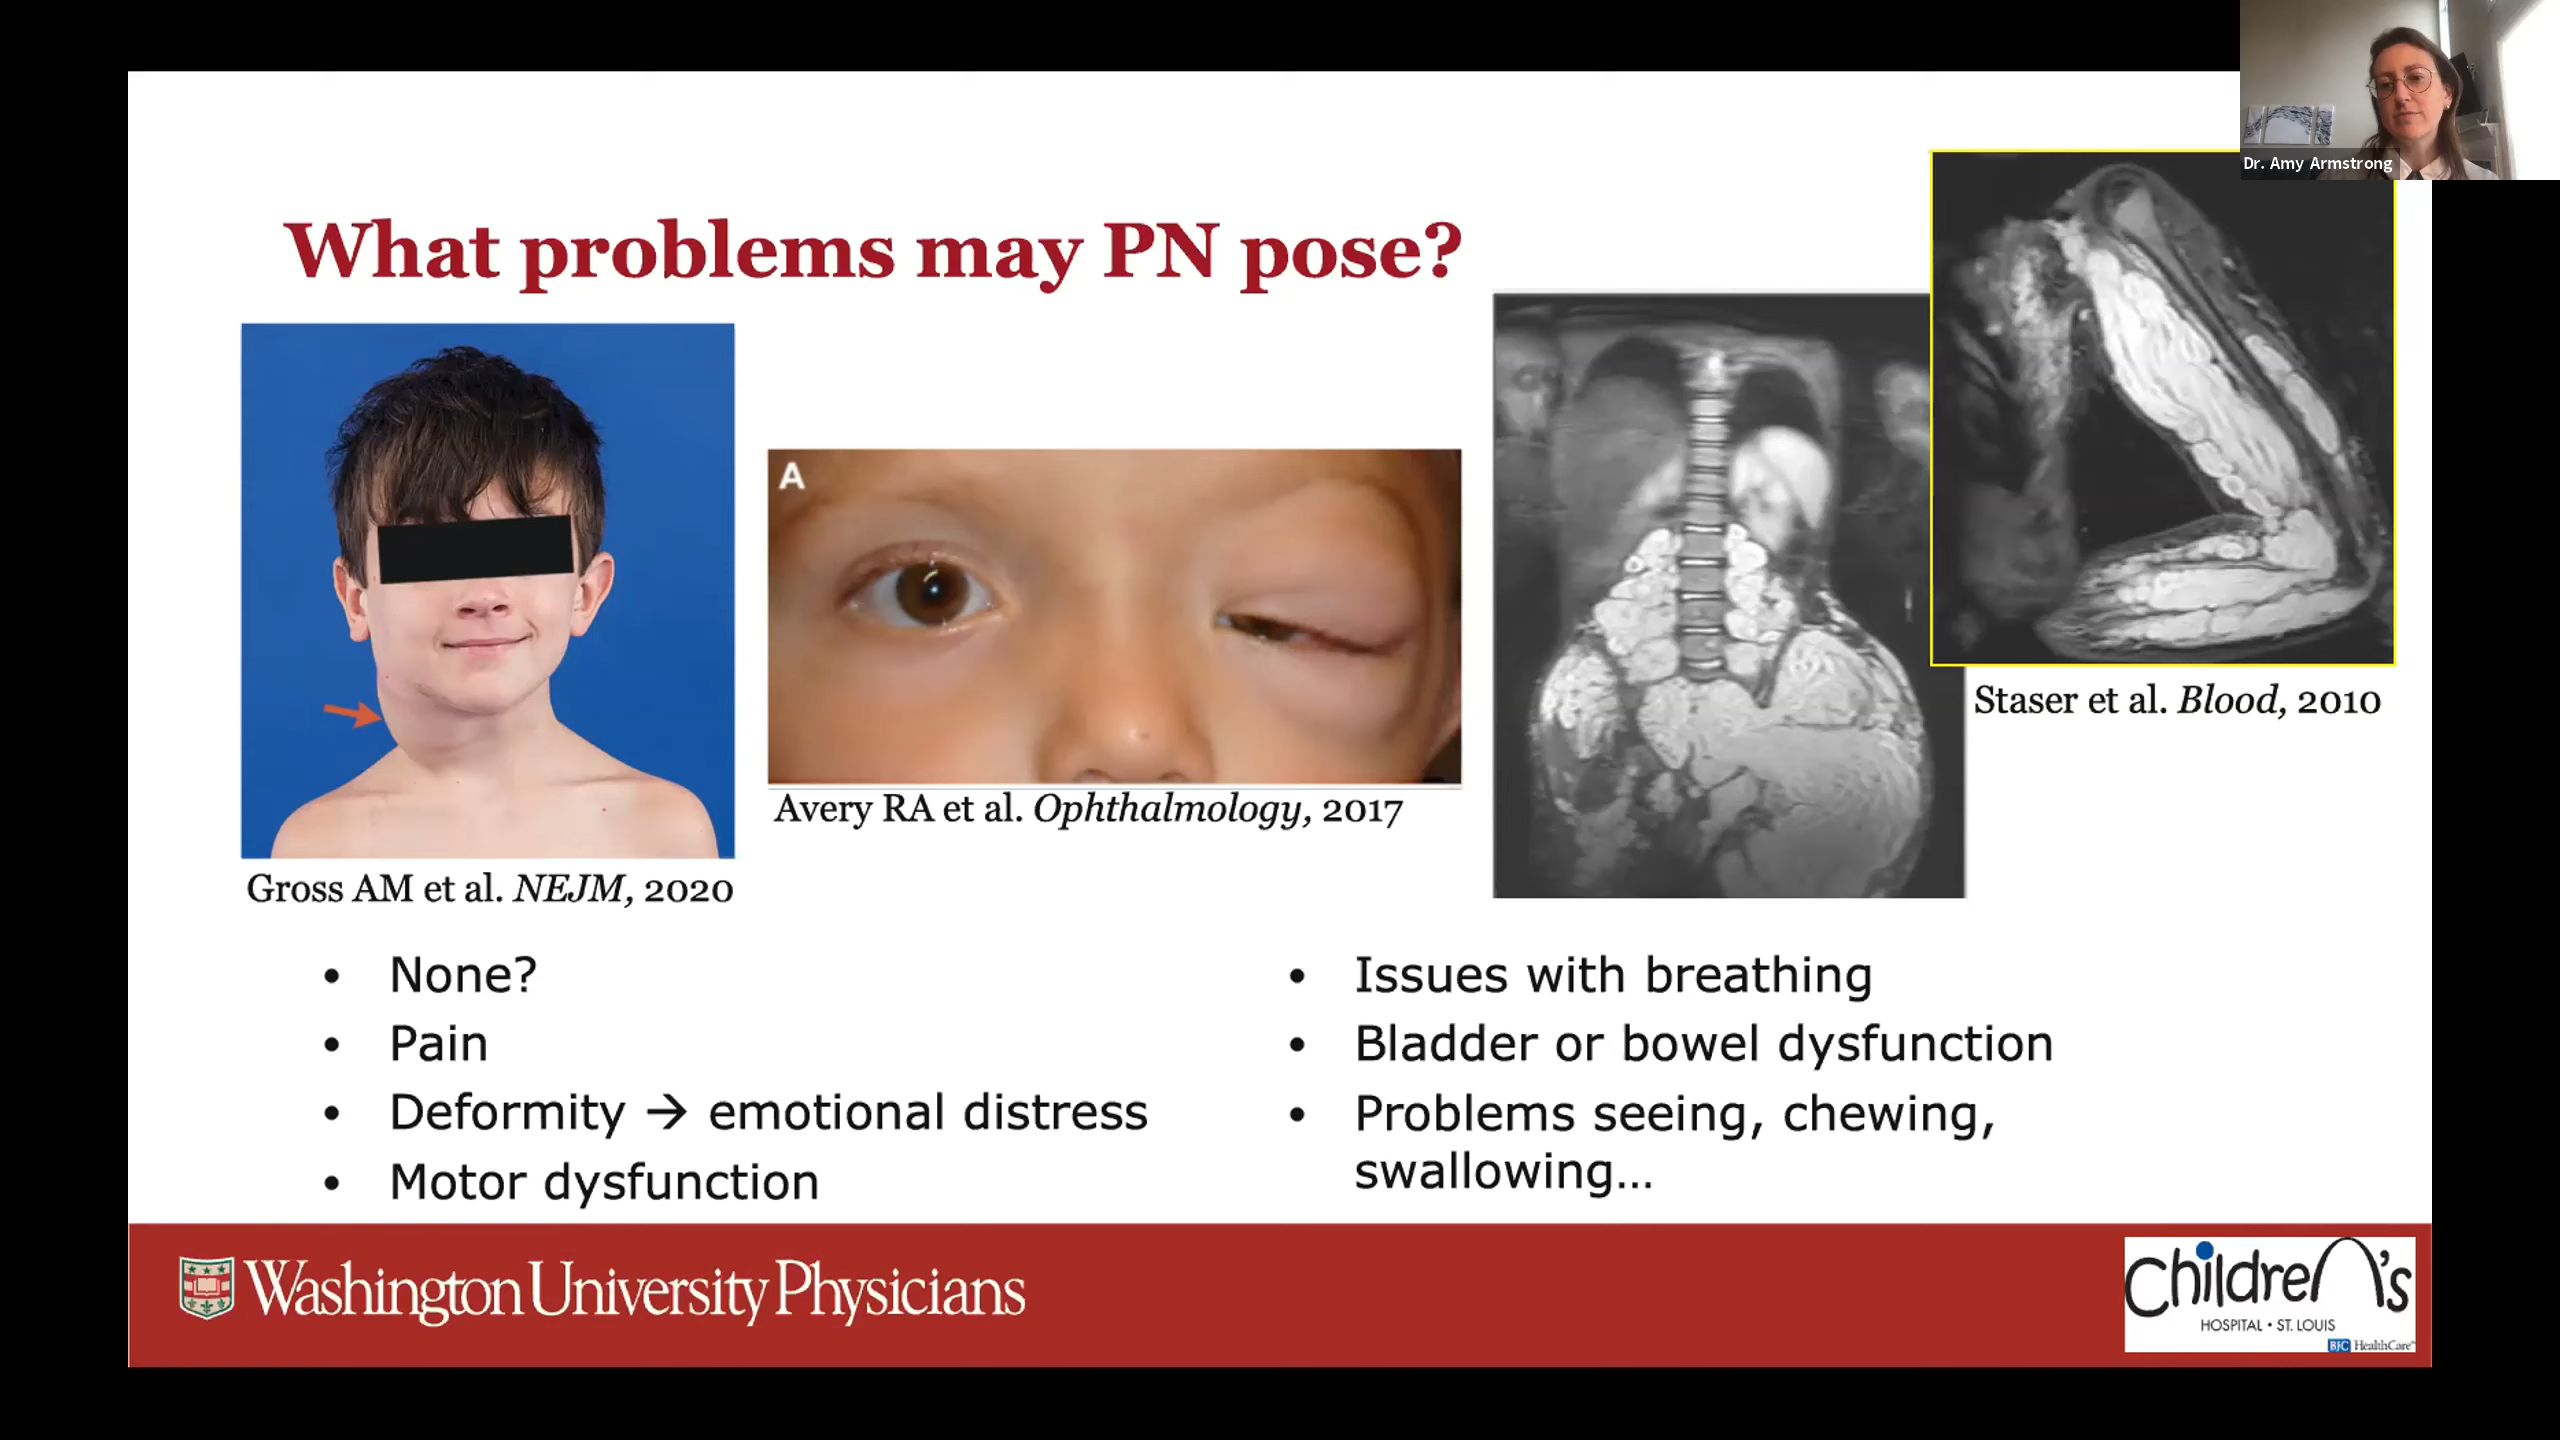 Dr. Amy Armstrong
What problems may PN pose?
A
Staser et al. Blood, 2010
Avery RA et al. Ophthalmology, 2017
Gross AM et al. NEJM, 2020
• None?
• Pain
• Deformity → emotional distress
• Motor dysfunction
• Issues with breathing
• Bladder or bowel dysfunction
• Problems seeing, chewing,
swallowing...
Washington University Physicians
Children's
HOSPITAL • ST. LOUIS
BJC HealthCare